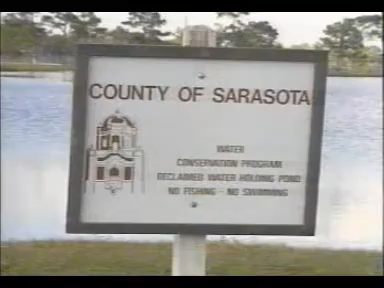 COUNTY OF SARASOTA
WATER
CONSERVATION PROGRAM
RECLAIMED WATER HOLDING POND
NO FISHING - NO SWIMMING